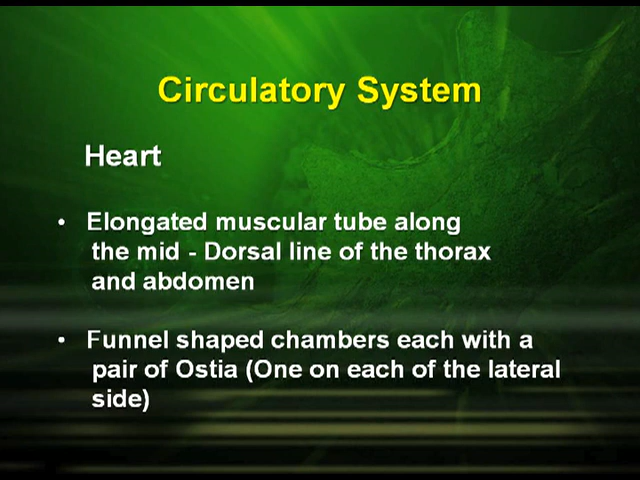 Circulatory System
Heart
• Elongated muscular tube along
the mid - Dorsal line of the thorax
and abdomen
• Funnel shaped chambers each with a
pair of Ostia (One on each of the lateral
side)